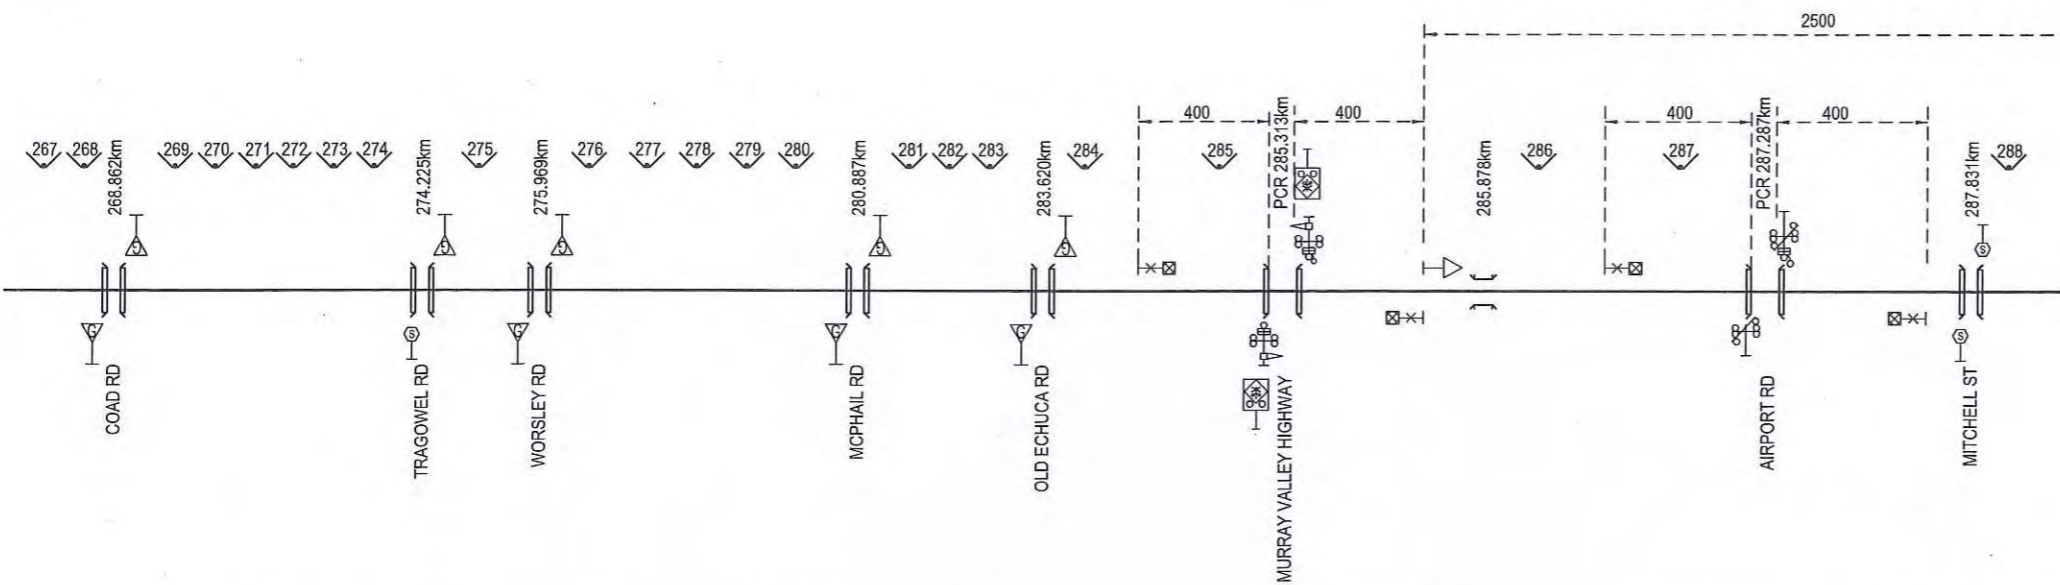 2500
400
400
400
400
267
268
269
270
271
272
273
274
275
276
277
278
279
280
281
282
283
284
285
286
287
288
268.862km
274.225km
275.969km
280.887km
283.620km
PCR 285.313km
285.878km
PCR 287.287km
287.831km
G
G
G
G
G
S
G
S
G
G
G
S
COAD RD
TRAGOWEL RD
WORSLEY RD
MCPHAIL RD
OLD ECHUCA RD
MURRAY VALLEY HIGHWAY
AIRPORT RD
MITCHELL ST